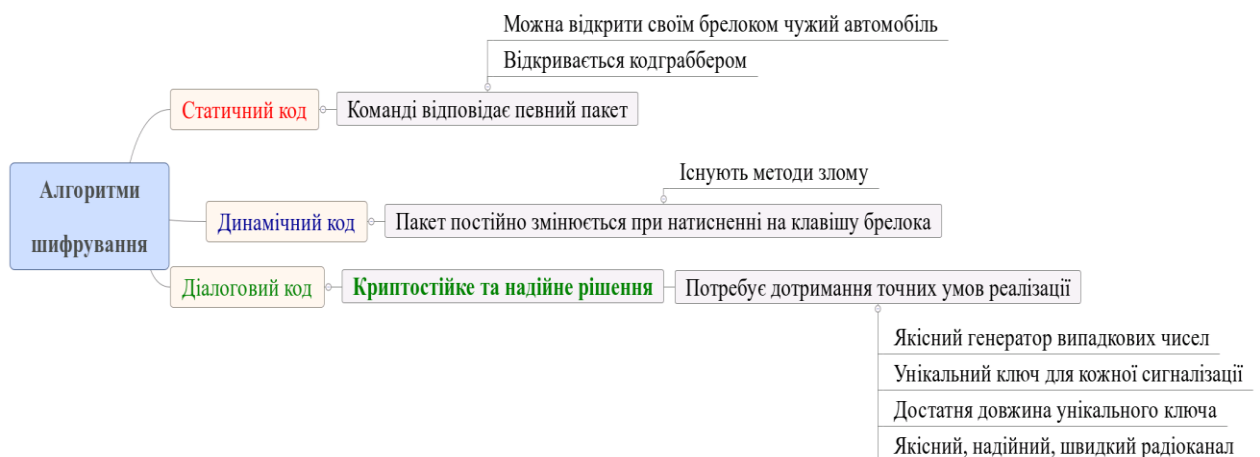 Можна відкрити своїм брелоком чужий автомобіль
Відкривається кодграббером
Статичний код
Команді відповідає певний пакет
Алгоритми
шифрування
Існують методи злому
Динамічний код
Пакет постійно змінюється при натисненні на клавішу брелока
Діалоговий код
Криптостійке та надійне рішення
Потребує дотримання точних умов реалізації
Якісний генератор випадкових чисел
Унікальний ключ для кожної сигналізації
Достатня довжина унікального ключа
Якісний, надійний, швидкий радіоканал